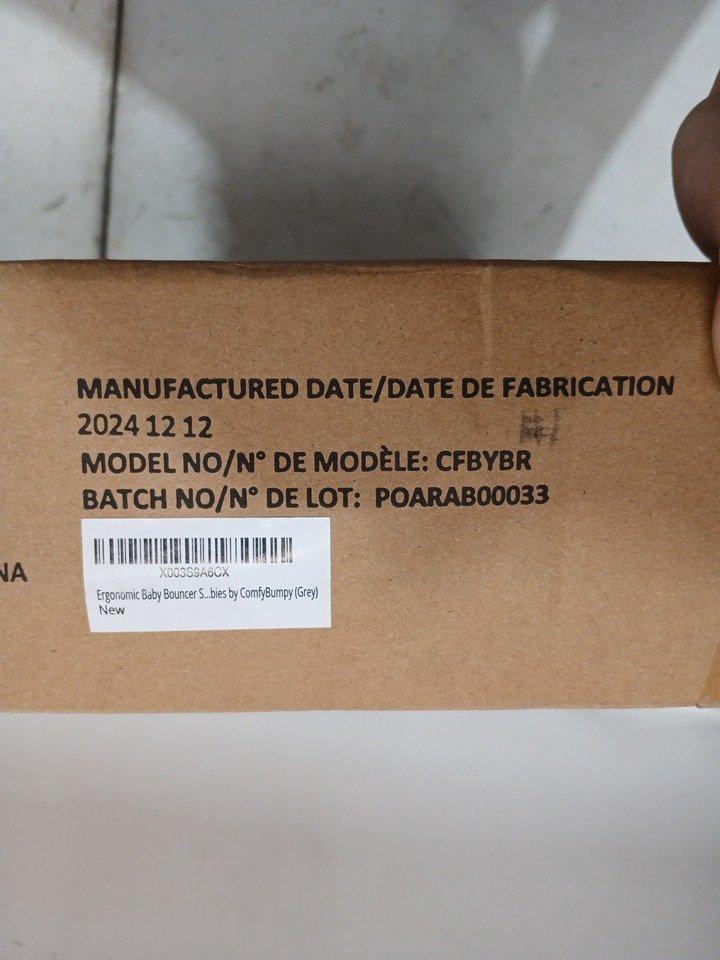 MANUFACTURED DATE/DATE DE FABRICATION
2024 12 12
MODEL NO/N° DE MODÈLE: CFBYBR
BATCH NO/N° DE LOT: POARAB00033
NA
X003S9A6CX
Ergonomic Baby Bouncer S...bies by ComfyBumpy (Grey)
New